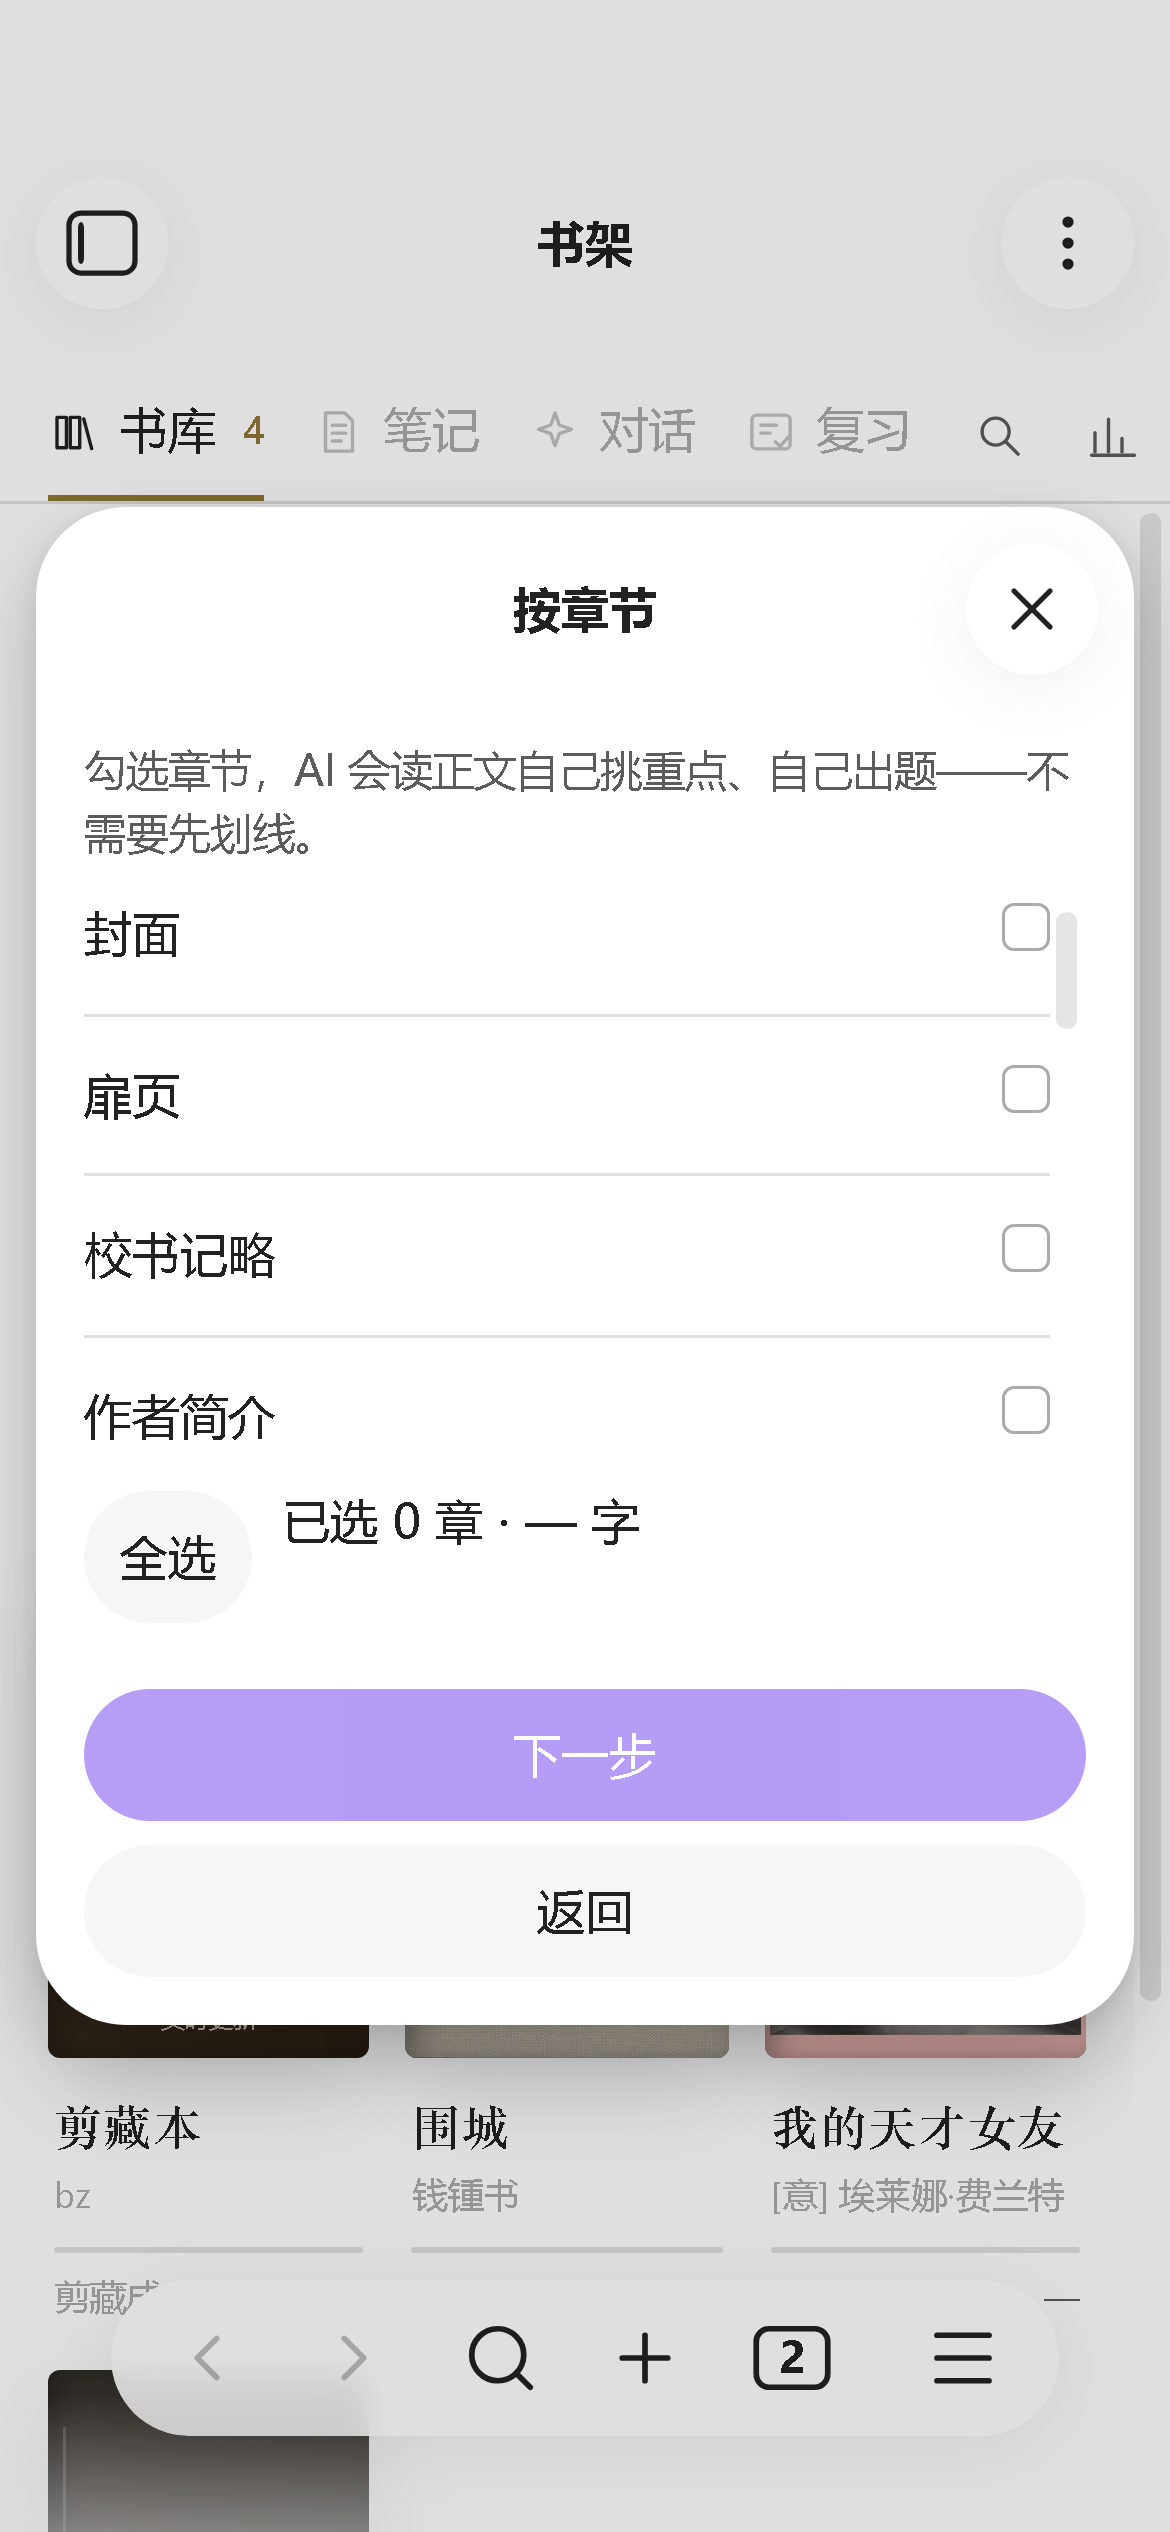 书架
书库 4 笔记 对话 复习
按章节
勾选章节，AI 会读正文自己挑重点、自己出题——不
需要先划线。
封面
扉页
校书记略
作者简介
全选 已选 0 章 · — 字
下一步
返回
剪藏本 围城 我的天才女友
bz 钱锺书 [意] 埃莱娜·费兰特
剪藏
2